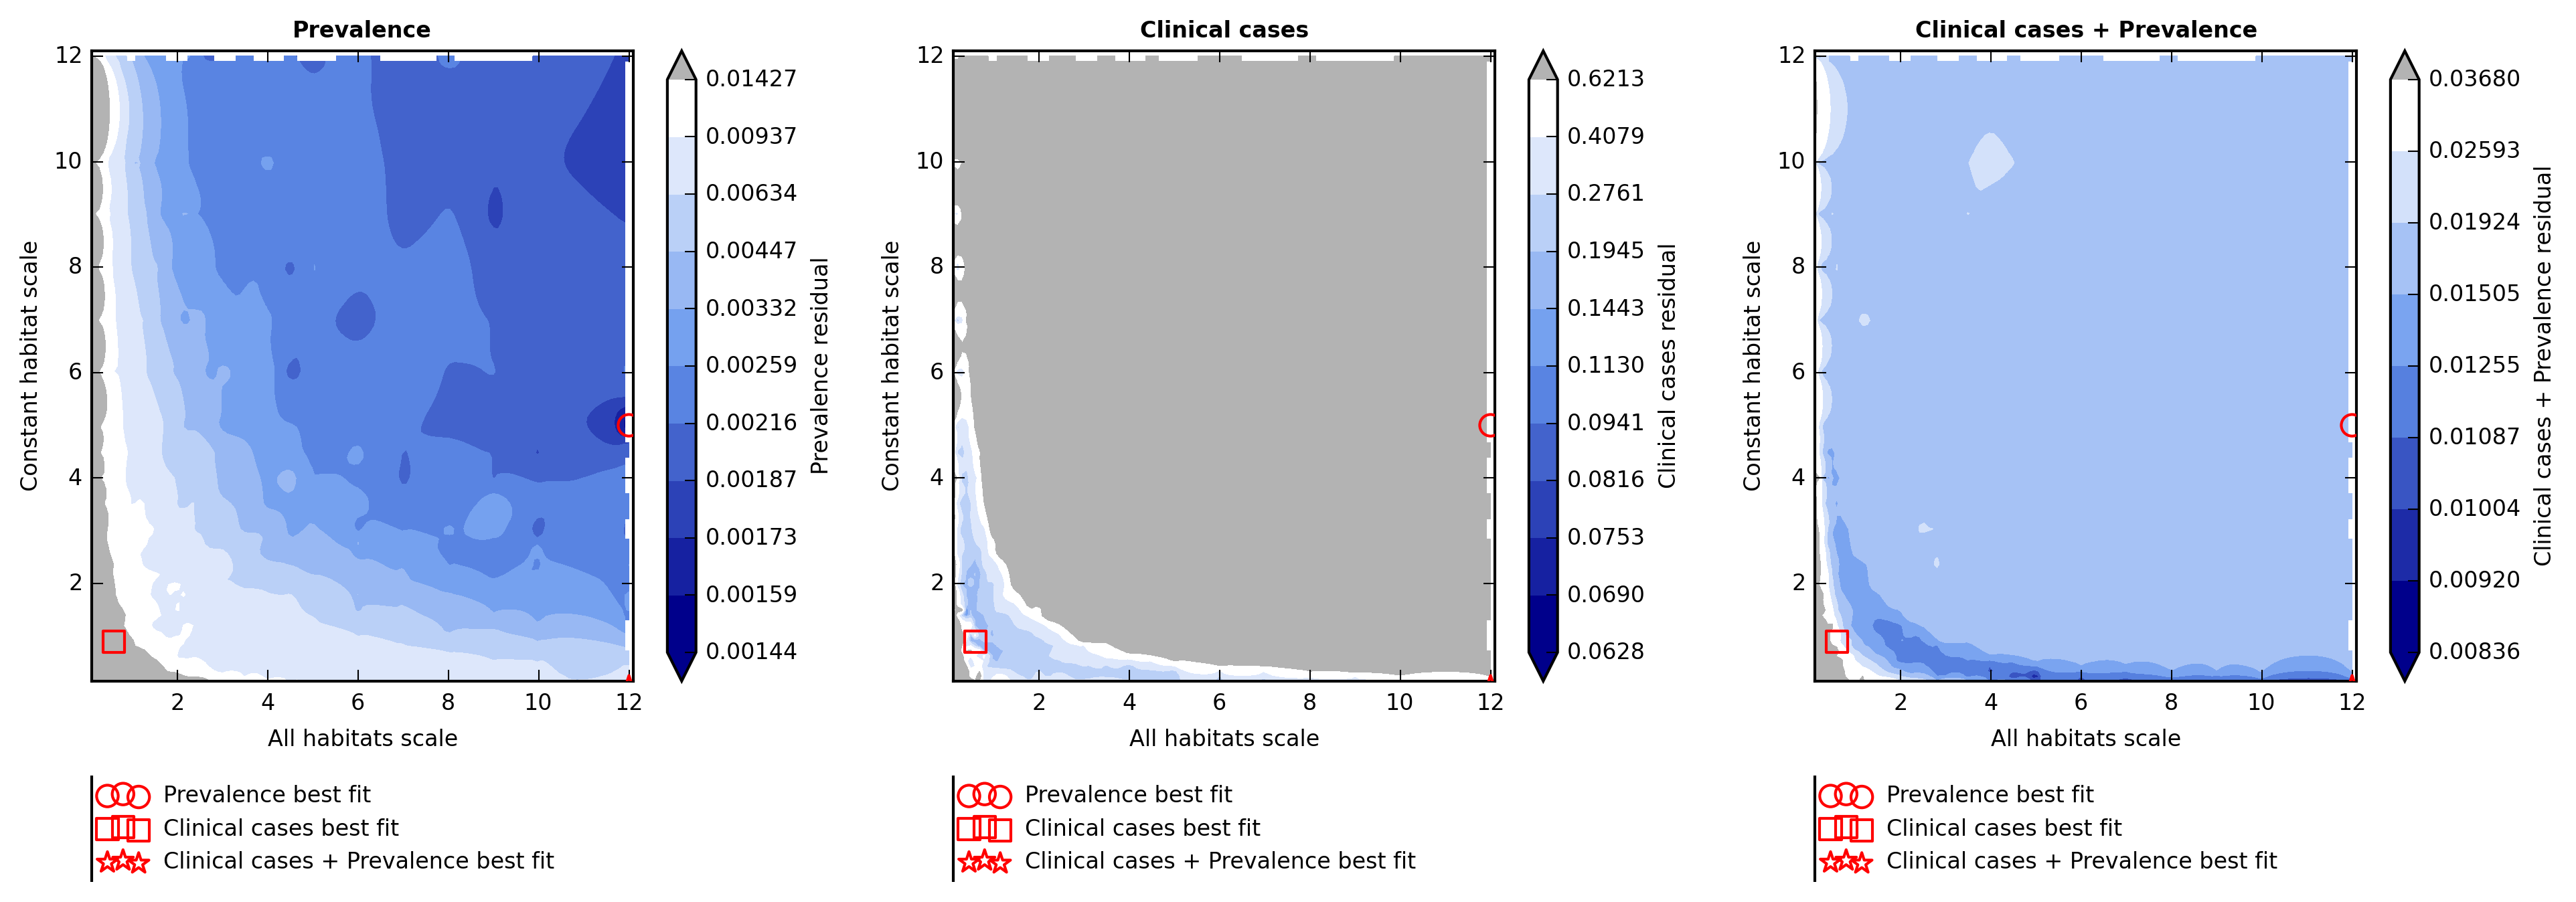 Prevalence
Constant habitat scale
12
10
8
6
4
2
2 4 6 8 10 12
All habitats scale
0.01427
0.00937
0.00634
0.00447
0.00332
0.00259
0.00216
0.00187
0.00173
0.00159
0.00144
Prevalence residual
Prevalence best fit
Clinical cases best fit
Clinical cases + Prevalence best fit
Clinical cases
Constant habitat scale
12
10
8
6
4
2
2 4 6 8 10 12
All habitats scale
0.6213
0.4079
0.2761
0.1945
0.1443
0.1130
0.0941
0.0816
0.0753
0.0690
0.0628
Clinical cases residual
Prevalence best fit
Clinical cases best fit
Clinical cases + Prevalence best fit
Clinical cases + Prevalence
Constant habitat scale
12
10
8
6
4
2
2 4 6 8 10 12
All habitats scale
0.03680
0.02593
0.01924
0.01505
0.01255
0.01087
0.01004
0.00920
0.00836
Clinical cases + Prevalence residual
Prevalence best fit
Clinical cases best fit
Clinical cases + Prevalence best fit